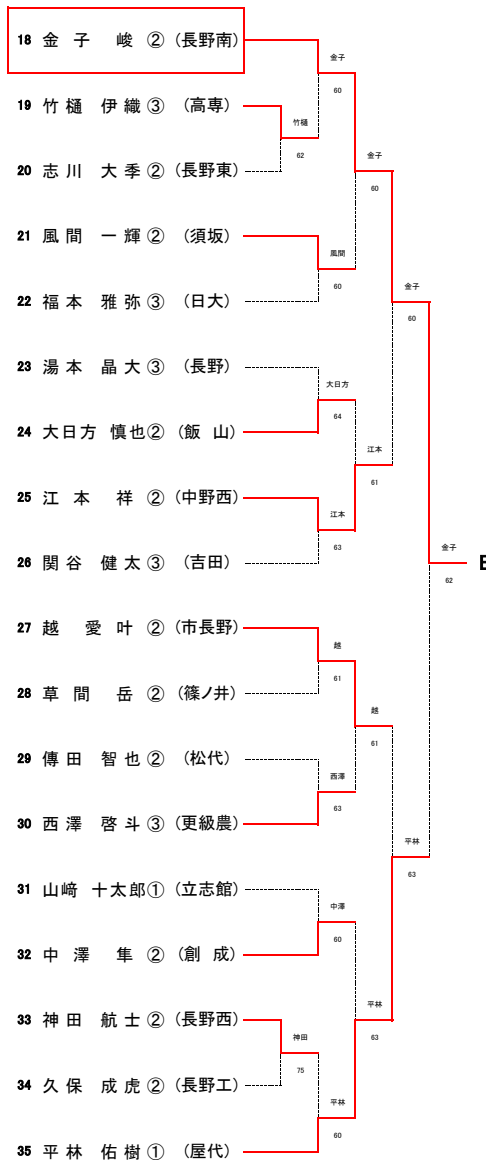 18 金子 峻 ② (長野南)
金子
60
19 竹樋 伊織 ③ (高専)
竹樋
62
20 志川 大季 ② (長野東)
金子
60
21 風間 一輝 ② (須坂)
風間
60
22 福本 雅弥 ③ (日大)
金子
60
23 湯本 晶大 ③ (長野)
大日方
64
24 大日方 慎也 ② (飯山)
江本
61
25 江本 祥 ② (中野西)
江本
63
26 関谷 健太 ③ (吉田)
金子
62
27 越 愛叶 ② (市長野)
越
61
28 草間 岳 ② (篠ノ井)
越
61
29 傳田 智也 ② (松代)
西澤
63
30 西澤 啓斗 ③ (更級農)
平林
63
31 山﨑 十太郎 ① (立志館)
中澤
60
32 中澤 隼 ② (創成)
平林
63
33 神田 航士 ② (長野西)
神田
75
34 久保 成虎 ② (長野工)
平林
60
35 平林 佑樹 ① (屋代)